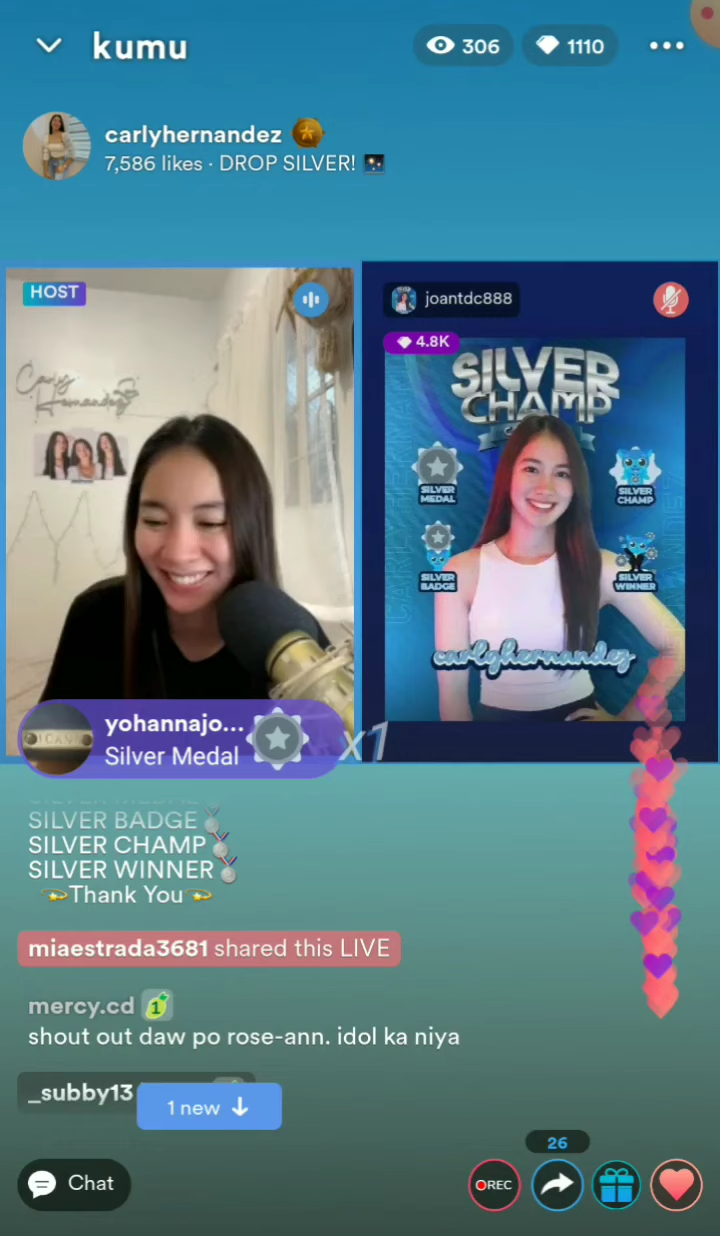 kumu
306
1110
carlyhernandez
7,586 likes · DROP SILVER!
HOST
Carly
Hernandez
joantdc888
4.8K
SILVER
CHAMP
SILVER
MEDAL
SILVER
CHAMP
SILVER
BADGE
SILVER
WINNER
carlyhernandez
yohannajo...
Silver Medal
x1
SILVER BADGE
SILVER CHAMP
SILVER WINNER
Thank You
miaestrada3681 shared this LIVE
mercy.cd 1
shout out daw po rose-ann. idol ka niya
_subby13
1 new
26
Chat
REC